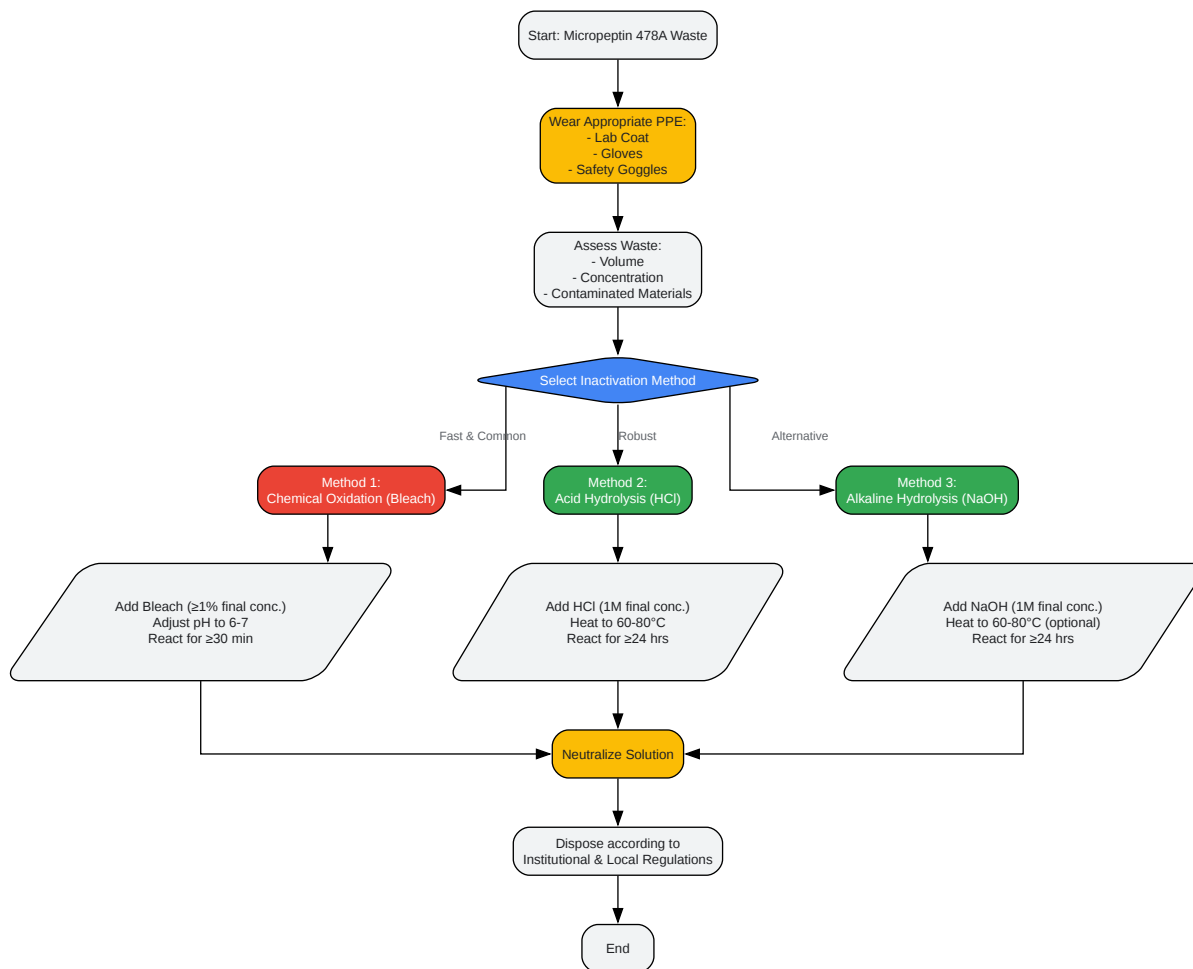 Start: Micropeptin 478A Waste
Wear Appropriate PPE:
- Lab Coat
- Gloves
- Safety Goggles
Assess Waste:
- Volume
- Concentration
- Contaminated Materials
Select Inactivation Method
Fast & Common
Robust
Alternative
Method 1:
Chemical Oxidation (Bleach)
Method 2:
Acid Hydrolysis (HCl)
Method 3:
Alkaline Hydrolysis (NaOH)
Add Bleach (≥1% final conc.)
Adjust pH to 6-7
React for ≥30 min
Add HCl (1M final conc.)
Heat to 60-80°C
React for ≥24 hrs
Add NaOH (1M final conc.)
Heat to 60-80°C (optional)
React for ≥24 hrs
Neutralize Solution
Dispose according to
Institutional & Local Regulations
End